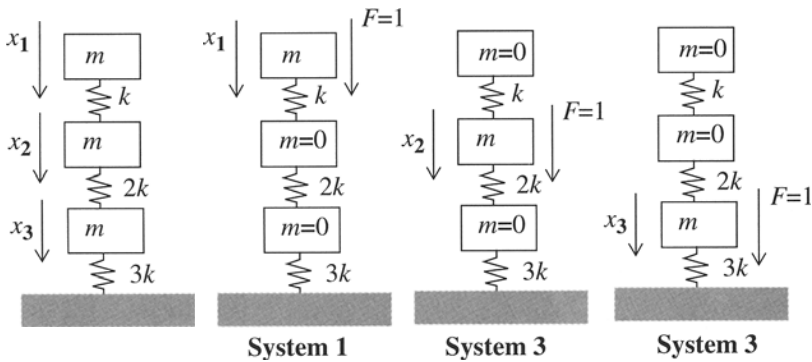 x₁
m
k
x₂
m
2k
x₃
m
3k
x₁
F=1
m
k
m=0
2k
m=0
3k
System 1
m=0
k
x₂
m
F=1
2k
m=0
3k
System 3
m=0
k
m=0
2k
x₃
m
F=1
3k
System 3